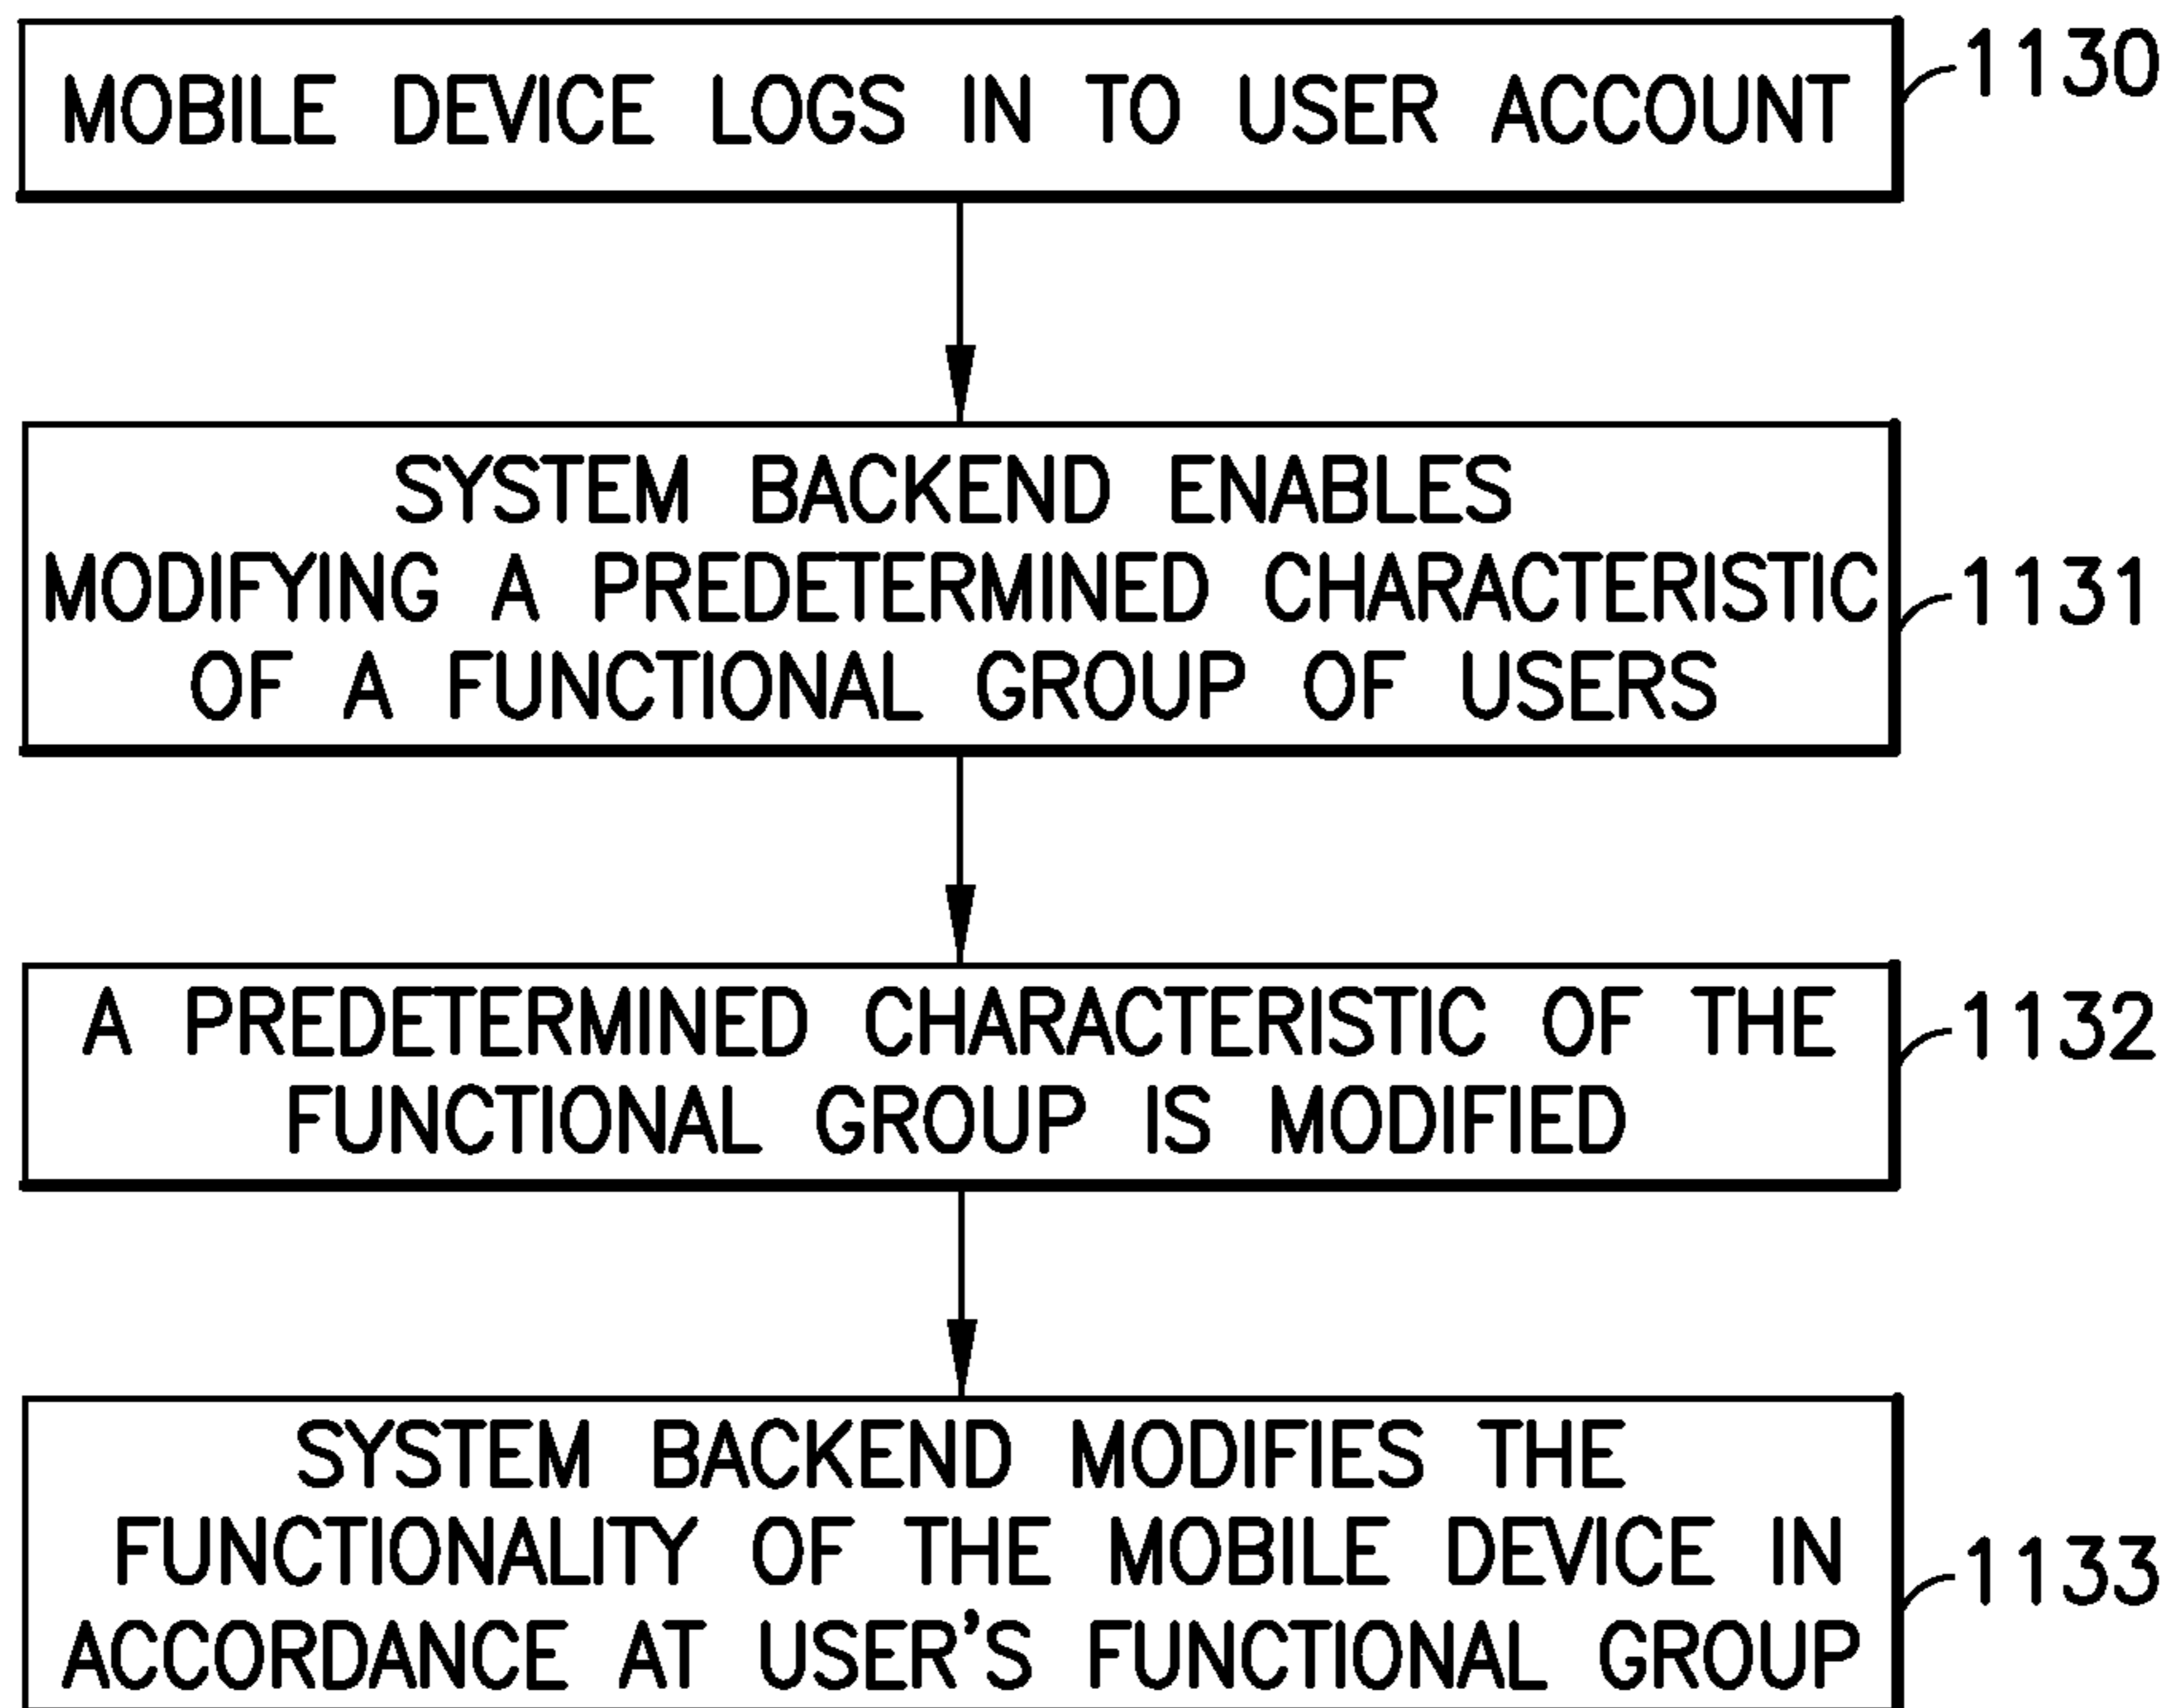 MOBILE DEVICE LOGS IN TO USER ACCOUNT
1130
SYSTEM BACKEND ENABLES
MODIFYING A PREDETERMINED CHARACTERISTIC
OF A FUNCTIONAL GROUP OF USERS
1131
A PREDETERMINED CHARACTERISTIC OF THE
FUNCTIONAL GROUP IS MODIFIED
1132
SYSTEM BACKEND MODIFIES THE
FUNCTIONALITY OF THE MOBILE DEVICE IN
ACCORDANCE AT USER'S FUNCTIONAL GROUP
1133